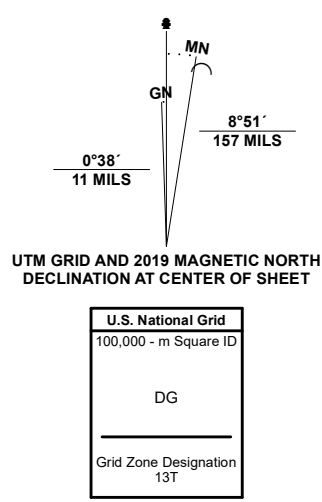 MN
GN
8°51´
157 MILS
0°38´
11 MILS
UTM GRID AND 2019 MAGNETIC NORTH
DECLINATION AT CENTER OF SHEET
U.S. National Grid
100,000 - m Square ID
DG
Grid Zone Designation
13T